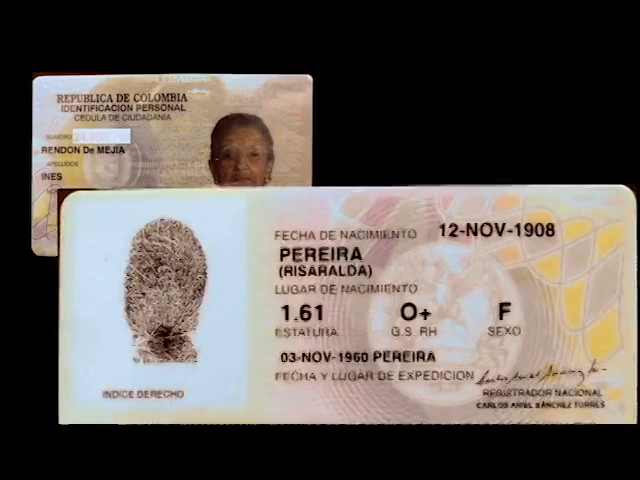 REPUBLICA DE COLOMBIA
IDENTIFICACION PERSONAL
CEDULA DE CIUDADANIA
NUMERO
RENDON De MEJIA
APELLIDOS
INES
FECHA DE NACIMIENTO 12-NOV-1908
PEREIRA
(RISARALDA)
LUGAR DE NACIMIENTO
1.61 O+ F
ESTATURA G.S. RH SEXO
03-NOV-1960 PEREIRA
FECHA Y LUGAR DE EXPEDICION
INDICE DERECHO
REGISTRADOR NACIONAL
CARLOS ARIEL SÁNCHEZ TORRES